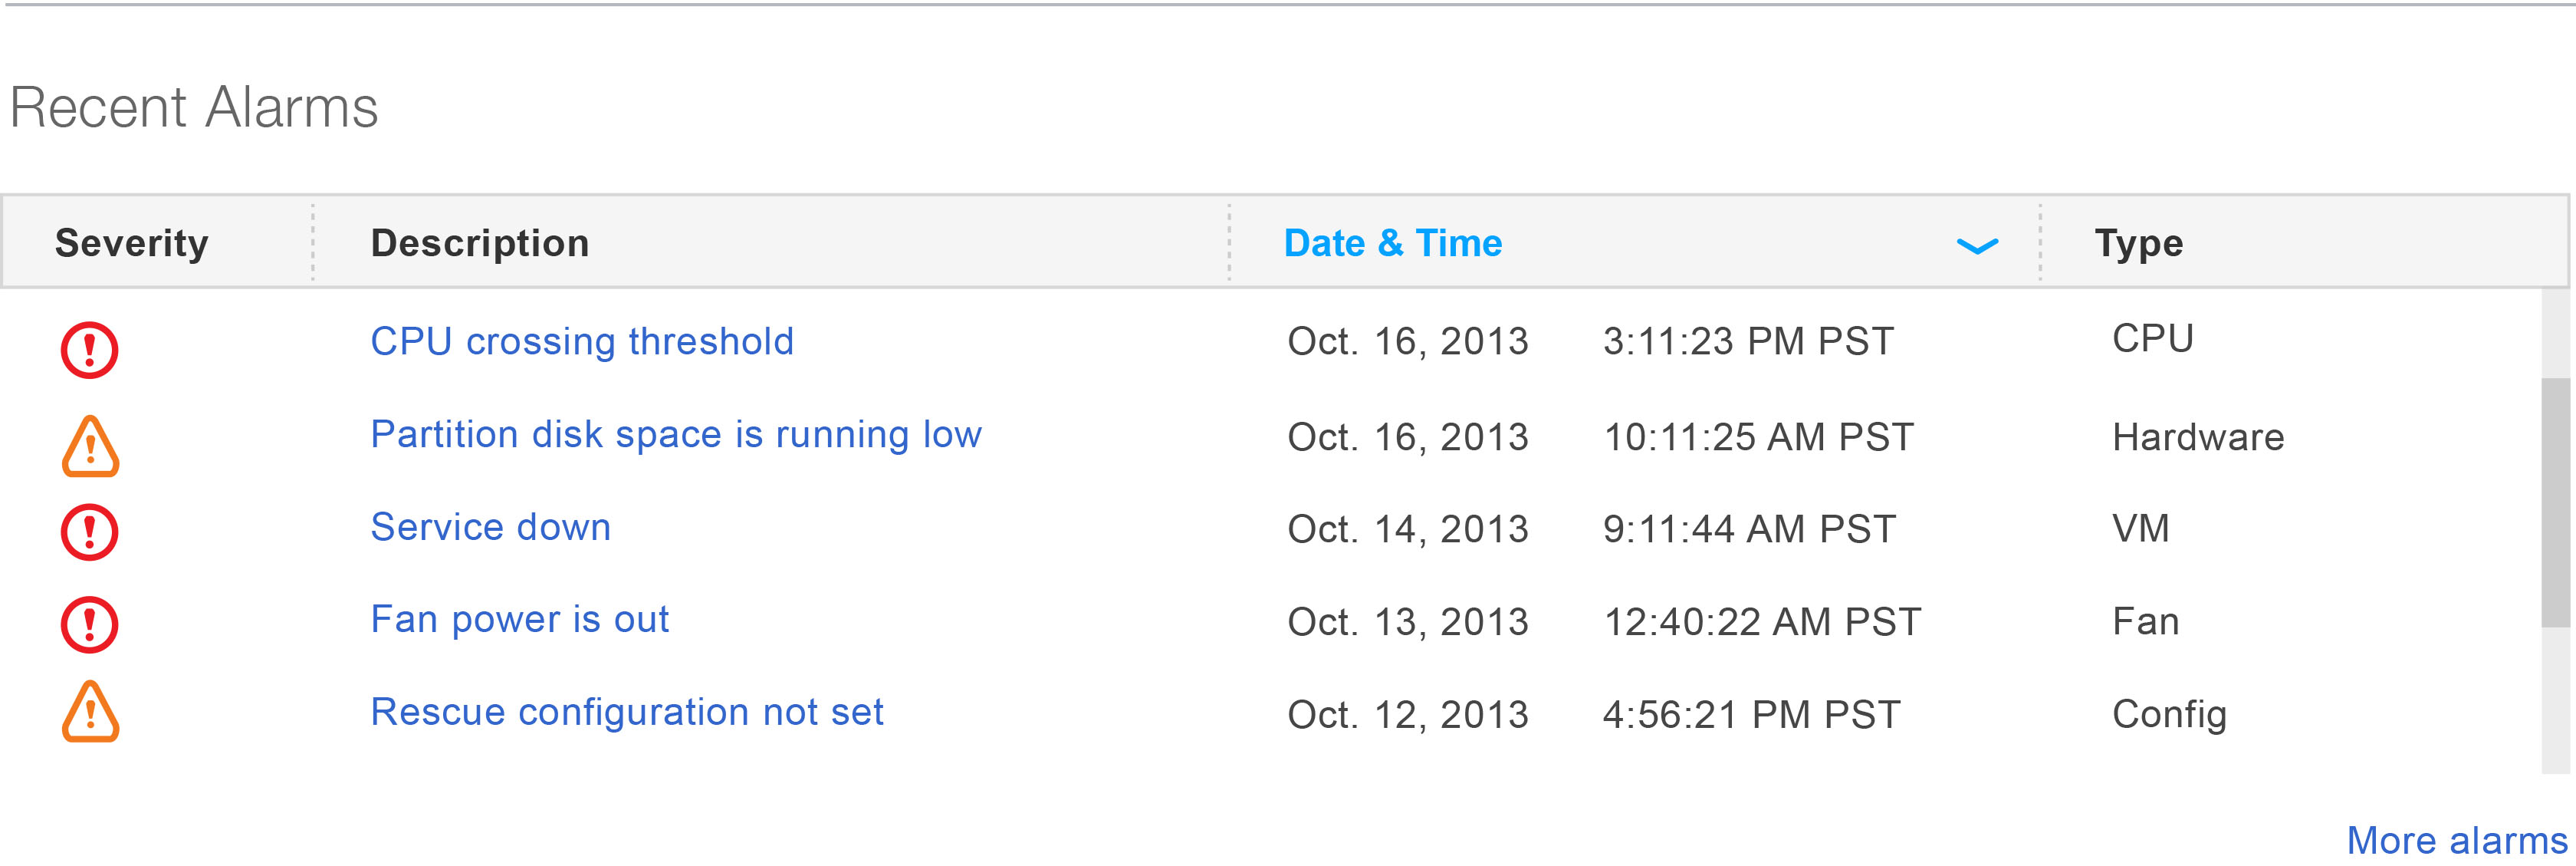 Recent Alarms
Severity Description Date & Time Type
CPU crossing threshold Oct. 16, 2013 3:11:23 PM PST CPU
Partition disk space is running low Oct. 16, 2013 10:11:25 AM PST Hardware
Service down Oct. 14, 2013 9:11:44 AM PST VM
Fan power is out Oct. 13, 2013 12:40:22 AM PST Fan
Rescue configuration not set Oct. 12, 2013 4:56:21 PM PST Config
More alarms